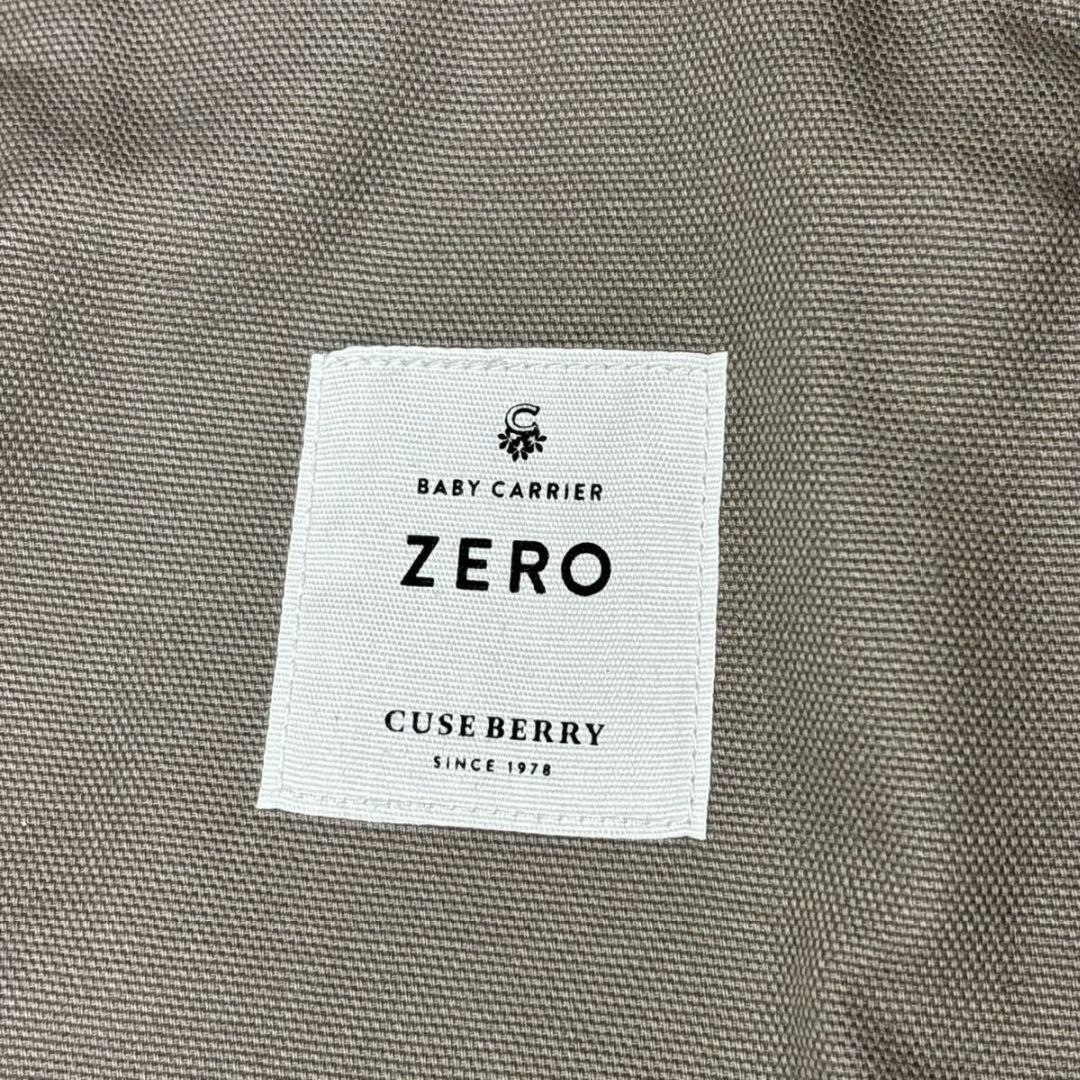 C
BABY CARRIER
ZERO
CUSE BERRY
SINCE 1978